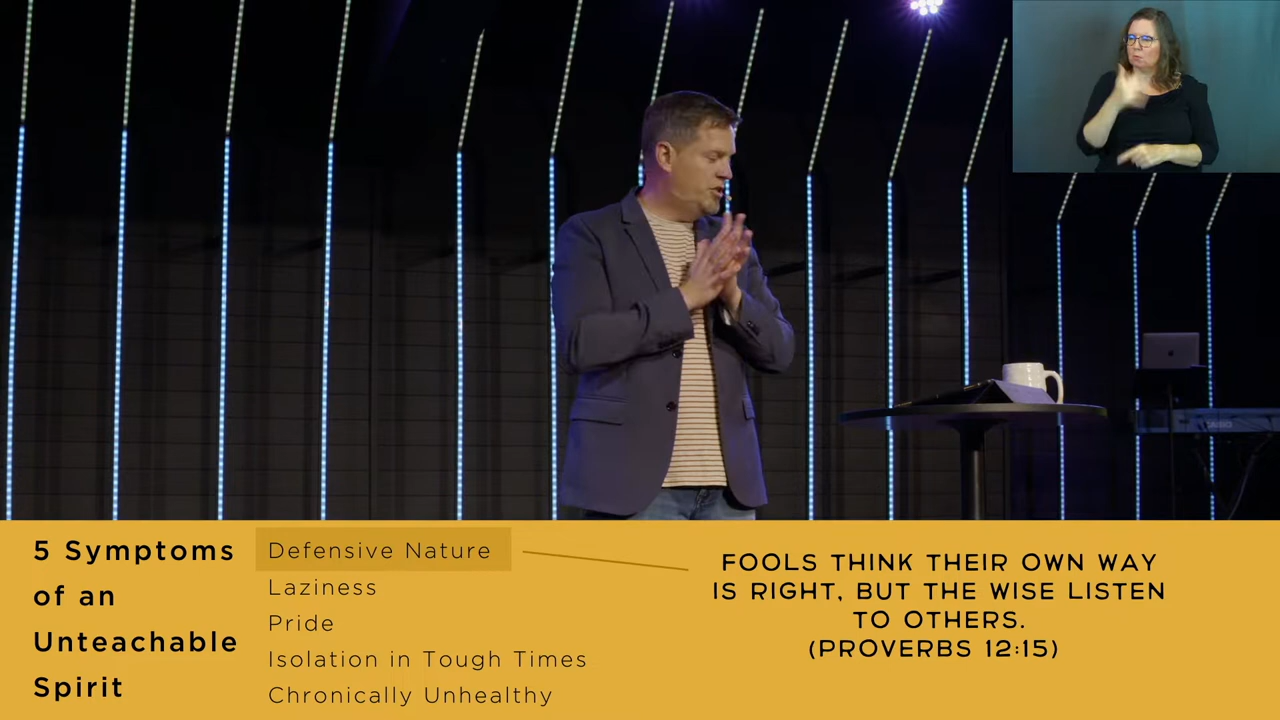 5 Symptoms
of an
Unteachable
Spirit
Defensive Nature
Laziness
Pride
Isolation in Tough Times
Chronically Unhealthy
FOOLS THINK THEIR OWN WAY
IS RIGHT, BUT THE WISE LISTEN
TO OTHERS.
(PROVERBS 12:15)
CASIO